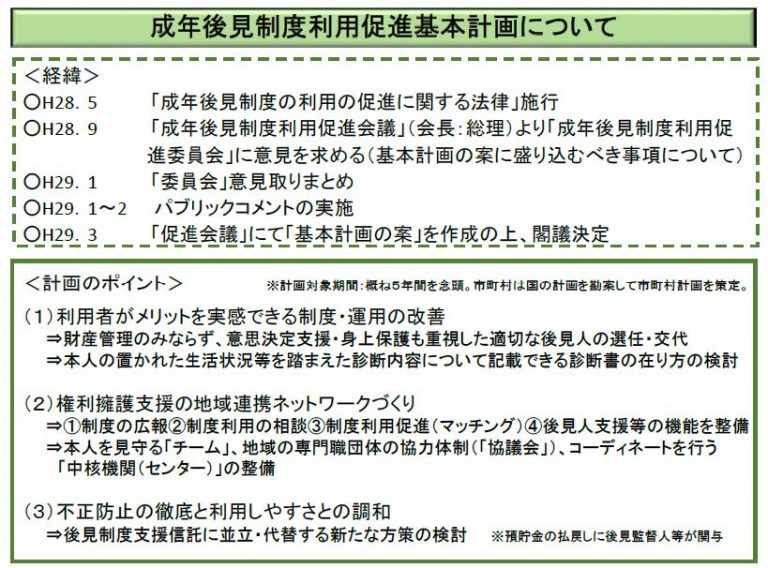 成年後見制度利用促進基本計画について
＜経緯＞
〇H28. 5 「成年後見制度の利用の促進に関する法律」施行
〇H28. 9 「成年後見制度利用促進会議」（会長：総理）より「成年後見制度利用促
進委員会」に意見を求める（基本計画の案に盛り込むべき事項について）
〇H29. 1 「委員会」意見取りまとめ
〇H29. 1～2 パブリックコメントの実施
〇H29. 3 「促進会議」にて「基本計画の案」を作成の上、閣議決定
＜計画のポイント＞ ※計画対象期間：概ね５年間を念頭。市町村は国の計画を勘案して市町村計画を策定。
（１）利用者がメリットを実感できる制度・運用の改善
⇒財産管理のみならず、意思決定支援・身上保護も重視した適切な後見人の選任・交代
⇒本人の置かれた生活状況等を踏まえた診断内容について記載できる診断書の在り方の検討
（２）権利擁護支援の地域連携ネットワークづくり
⇒①制度の広報②制度利用の相談③制度利用促進（マッチング）④後見人支援等の機能を整備
⇒本人を見守る「チーム」、地域の専門職団体の協力体制（「協議会」）、コーディネートを行う
「中核機関（センター）」の整備
（３）不正防止の徹底と利用しやすさとの調和
⇒後見制度支援信託に並立・代替する新たな方策の検討 ※預貯金の払戻しに後見監督人等が関与